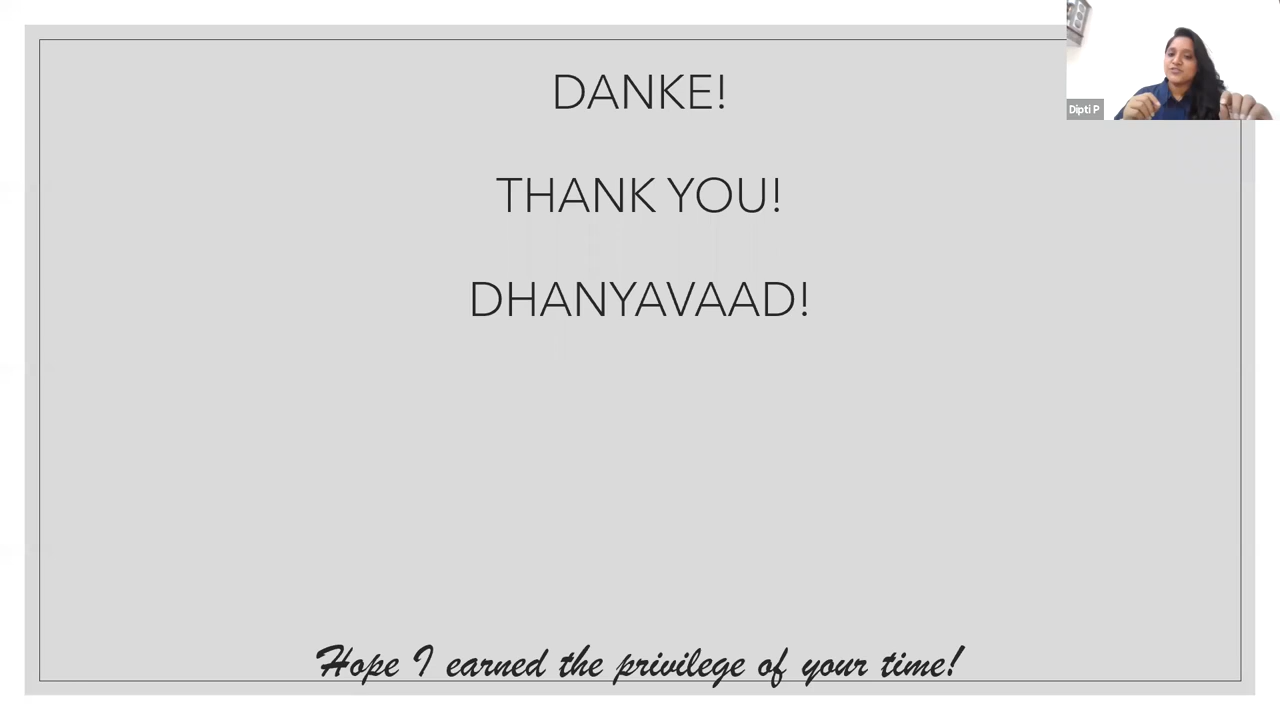 DANKE!
THANK YOU!
DHANYAVAAD!
Hope I earned the privilege of your time!
Dipti P